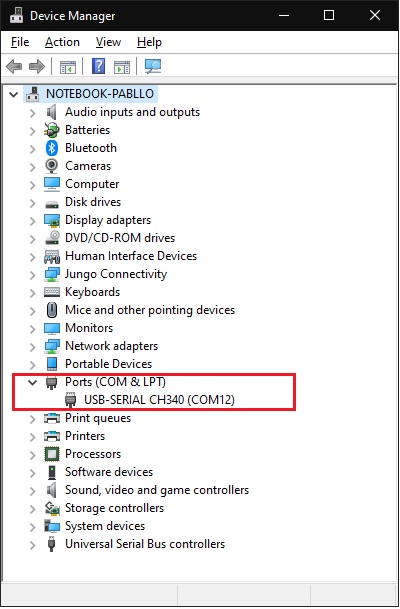 Device Manager
File Action View Help
NOTEBOOK-PABLLO
Audio inputs and outputs
Batteries
Bluetooth
Cameras
Computer
Disk drives
Display adapters
DVD/CD-ROM drives
Human Interface Devices
Jungo Connectivity
Keyboards
Mice and other pointing devices
Monitors
Network adapters
Portable Devices
Ports (COM & LPT)
USB-SERIAL CH340 (COM12)
Print queues
Printers
Processors
Software devices
Sound, video and game controllers
Storage controllers
System devices
Universal Serial Bus controllers